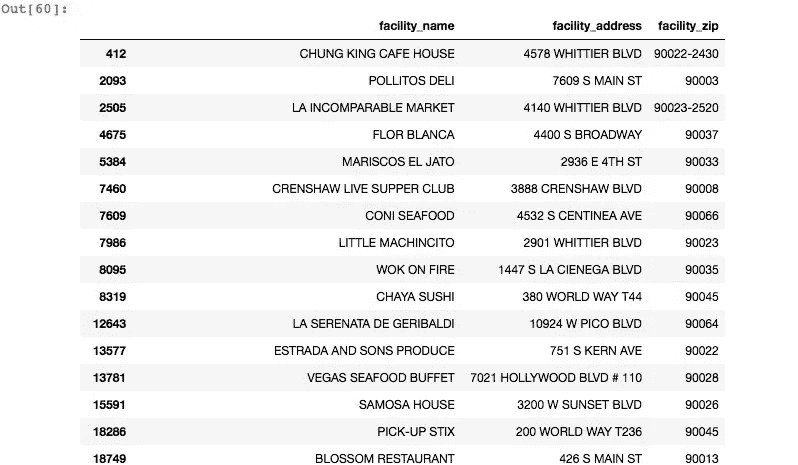 Out[60]:
facility_name facility_address facility_zip
412 CHUNG KING CAFE HOUSE 4578 WHITTIER BLVD 90022-2430
2093 POLLITOS DELI 7609 S MAIN ST 90003
2505 LA INCOMPARABLE MARKET 4140 WHITTIER BLVD 90023-2520
4675 FLOR BLANCA 4400 S BROADWAY 90037
5384 MARISCOS EL JATO 2936 E 4TH ST 90033
7460 CRENSHAW LIVE SUPPER CLUB 3888 CRENSHAW BLVD 90008
7609 CONI SEAFOOD 4532 S CENTINEA AVE 90066
7986 LITTLE MACHINCITO 2901 WHITTIER BLVD 90023
8095 WOK ON FIRE 1447 S LA CIENEGA BLVD 90035
8319 CHAYA SUSHI 380 WORLD WAY T44 90045
12643 LA SERENATA DE GERIBALDI 10924 W PICO BLVD 90064
13577 ESTRADA AND SONS PRODUCE 751 S KERN AVE 90022
13781 VEGAS SEAFOOD BUFFET 7021 HOLLYWOOD BLVD # 110 90028
15591 SAMOSA HOUSE 3200 W SUNSET BLVD 90026
18286 PICK-UP STIX 200 WORLD WAY T236 90045
18749 BLOSSOM RESTAURANT 426 S MAIN ST 90013